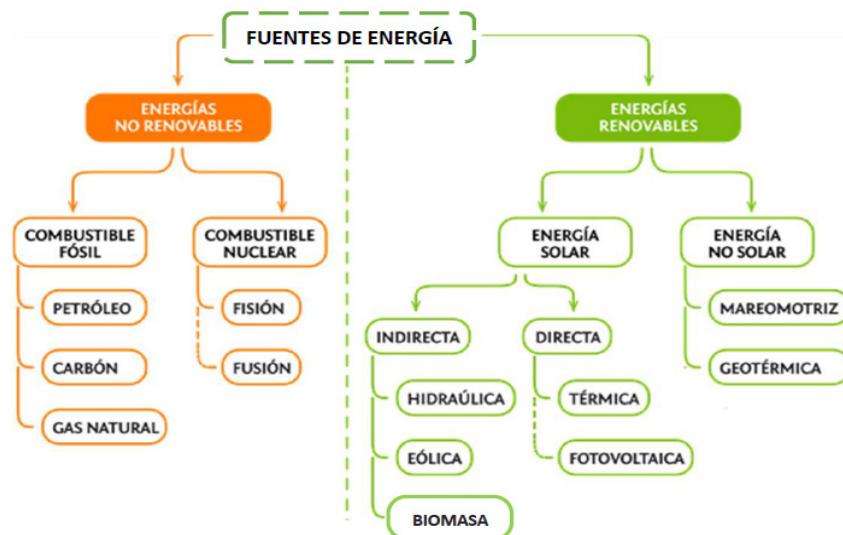 FUENTES DE ENERGÍA
ENERGÍAS
NO RENOVABLES
COMBUSTIBLE
FÓSIL
PETRÓLEO
CARBÓN
GAS NATURAL
COMBUSTIBLE
NUCLEAR
FISIÓN
FUSIÓN
ENERGÍAS
RENOVABLES
ENERGÍA
SOLAR
INDIRECTA
HIDRAÚLICA
EÓLICA
BIOMASA
DIRECTA
TÉRMICA
FOTOVOLTAICA
ENERGÍA
NO SOLAR
MAREOMOTRIZ
GEOTÉRMICA